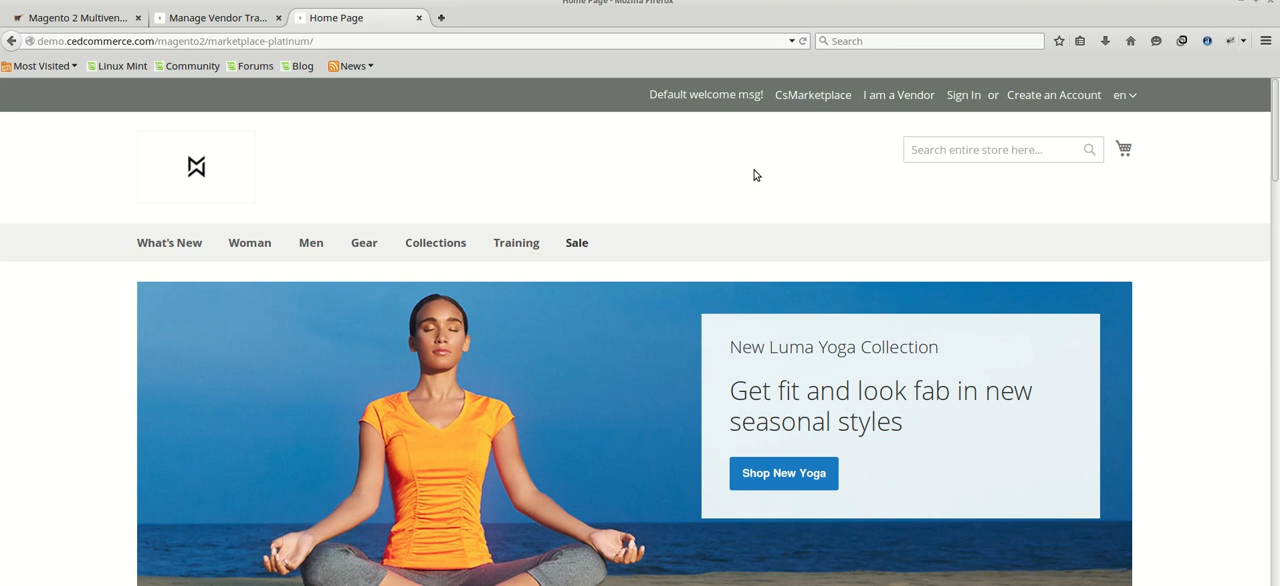 Home Page - Mozilla Firefox
Magento 2 Multiven...
Manage Vendor Tra...
Home Page
demo.cedcommerce.com/magento2/marketplace-platinum/
Search
Most Visited
Linux Mint
Community
Forums
Blog
News
Default welcome msg! CsMarketplace I am a Vendor Sign In or Create an Account en
Search entire store here...
What's New Woman Men Gear Collections Training Sale
New Luma Yoga Collection
Get fit and look fab in new
seasonal styles
Shop New Yoga